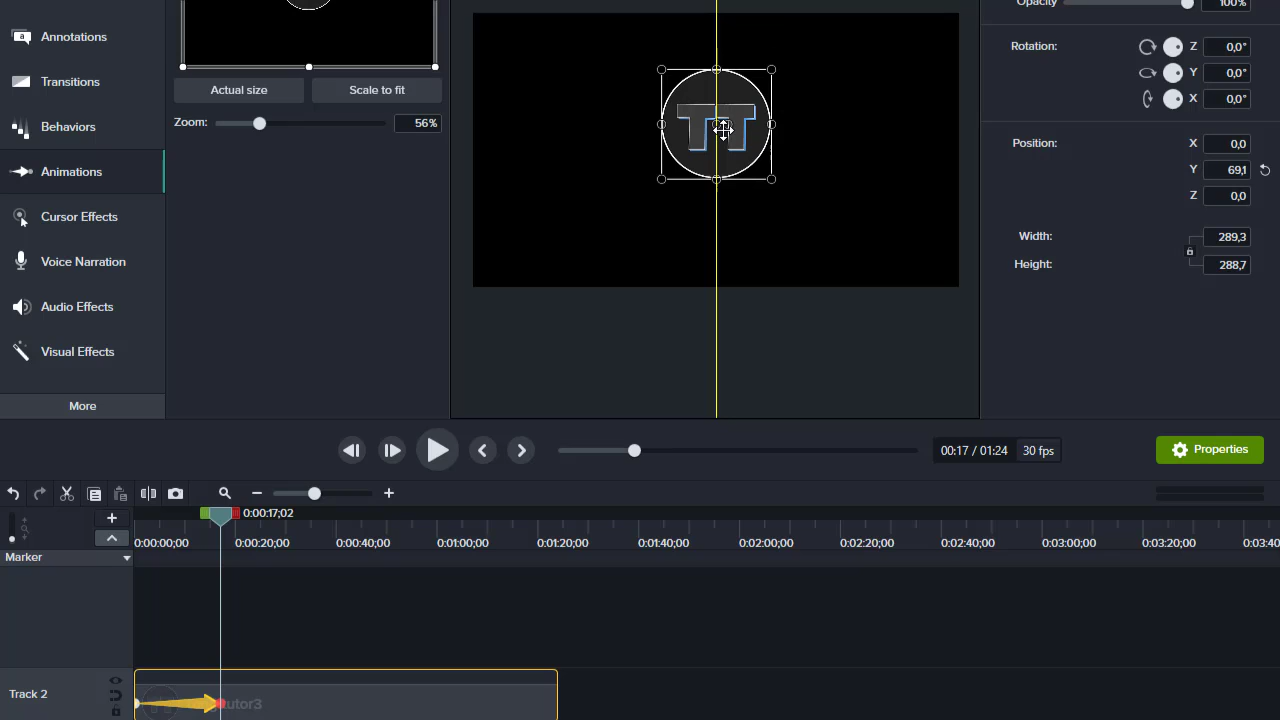 Annotations
Transitions
Behaviors
Animations
Cursor Effects
Voice Narration
Audio Effects
Visual Effects
More
Actual size
Scale to fit
Zoom:
56%
TT
Opacity
100%
Rotation:
Z
0,0°
Y
0,0°
X
0,0°
Position:
X
0,0
Y
69,1
Z
0,0
Width:
289,3
Height:
288,7
00:17 / 01:24
30 fps
Properties
0:00:17;02
0:00:00;00
0:00:20;00
0:00:40;00
0:01:00;00
0:01:20;00
0:01:40;00
0:02:00;00
0:02:20;00
0:02:40;00
0:03:00;00
0:03:20;00
0:03:40
Marker
Track 2